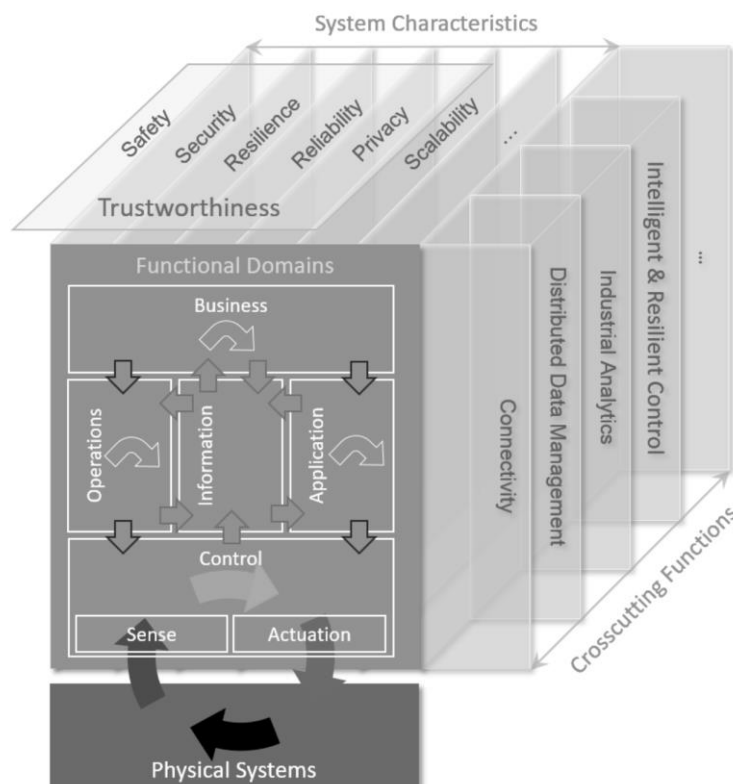 System Characteristics
Safety
Security
Resilience
Reliability
Privacy
Scalability
...
Trustworthiness
Functional Domains
Business
Operations
Information
Application
Control
Sense
Actuation
Physical Systems
Connectivity
Distributed Data Management
Industrial Analytics
Intelligent & Resilient Control
...
Crosscutting Functions